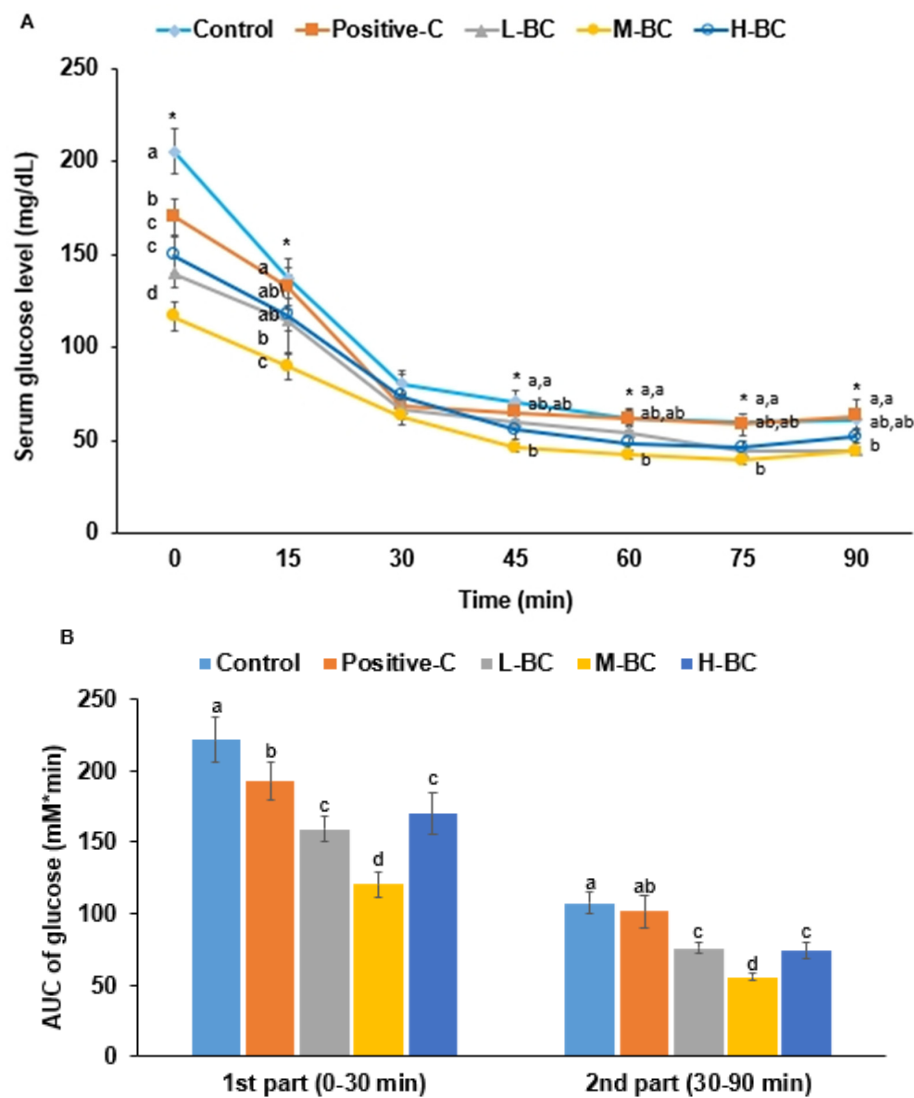 A
Control Positive-C L-BC M-BC H-BC
Serum glucose level (mg/dL)
250
200
150
100
50
0
*
a
b
c
c
d
*
a
ab
ab
b
c
* a,a
ab,ab
b
* a,a
ab,ab
b
* a,a
ab,ab
b
* a,a
ab,ab
b
0 15 30 45 60 75 90
Time (min)
B
Control Positive-C L-BC M-BC H-BC
AUC of glucose (mM*min)
250
200
150
100
50
0
a b c d c
a ab c d c
1st part (0-30 min) 2nd part (30-90 min)